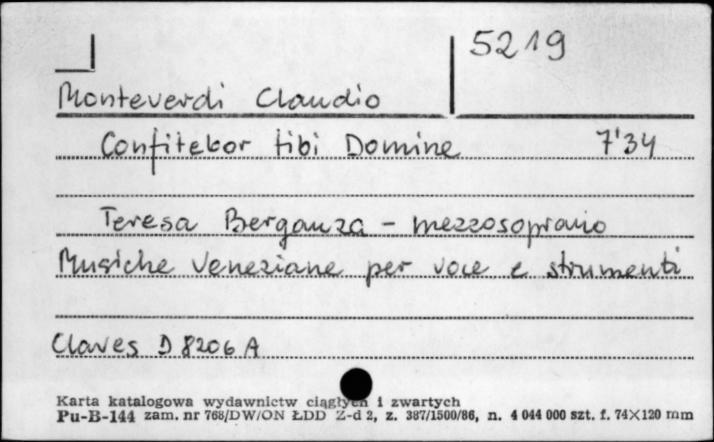 5219
Monteverdi Claudio
Confitebor tibi Domine 7'34
Teresa Berganza - mezzosoprano
Musiche Veneziane per voce e strumenti
Claves D 8206 A
Karta katalogowa wydawnictw ciągłych i zwartych
Pu-B-144 zam. nr 768/DW/ON ŁDD Z-d 2, z. 387/1500/86, n. 4 044 000 szt. f. 74×120 mm